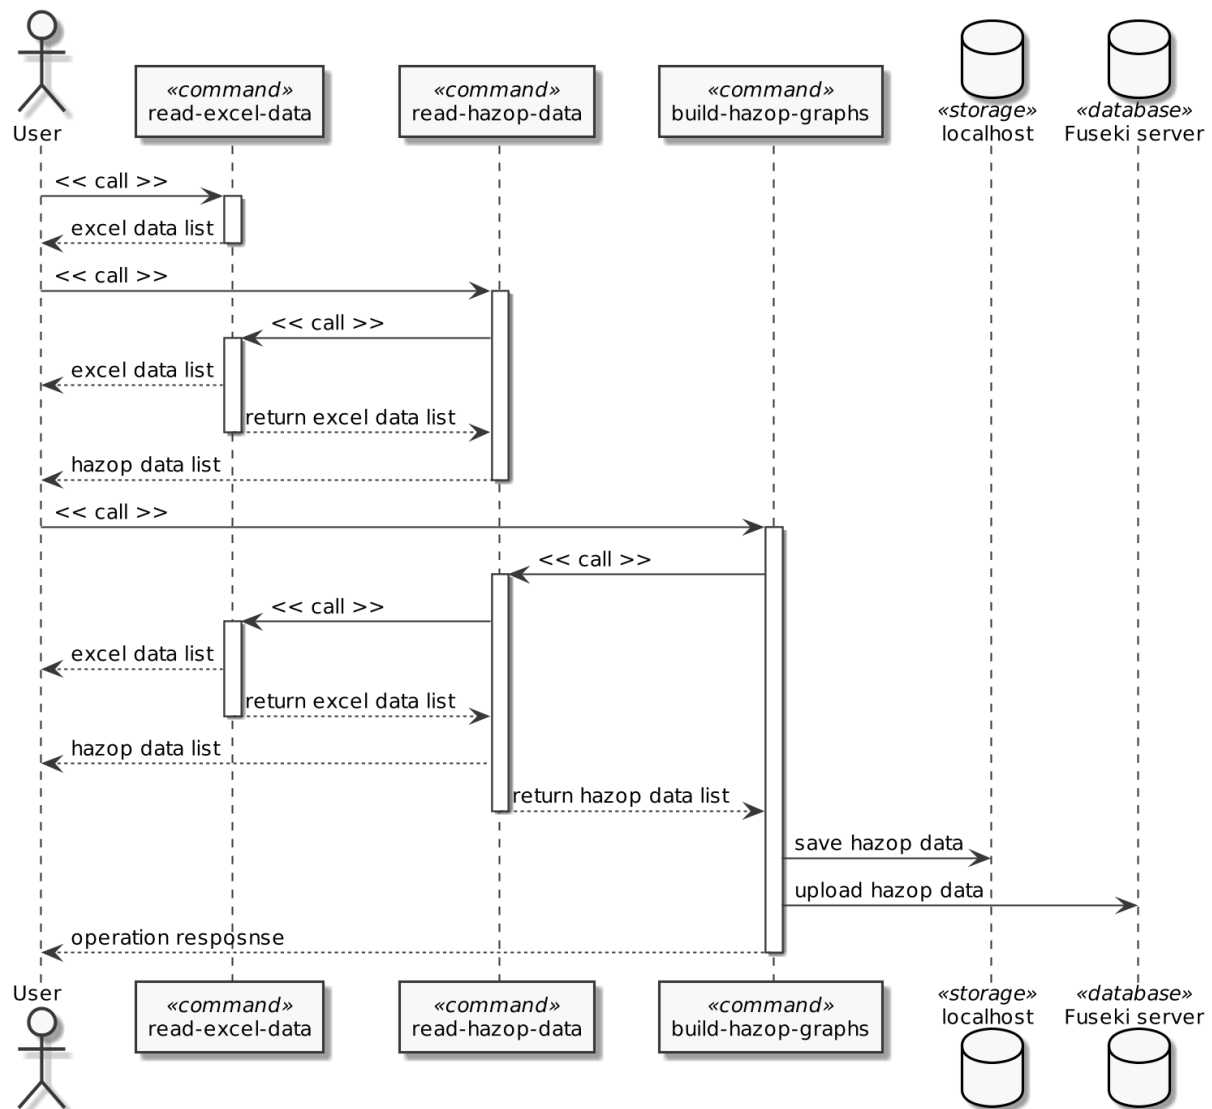 «command»
read-excel-data
«command»
read-hazop-data
«command»
build-hazop-graphs
User
«storage»
localhost
«database»
Fuseki server
<< call >>
excel data list
<< call >>
<< call >>
excel data list
return excel data list
hazop data list
<< call >>
<< call >>
<< call >>
excel data list
return excel data list
hazop data list
return hazop data list
save hazop data
upload hazop data
operation resposnse
User
«command»
read-excel-data
«command»
read-hazop-data
«command»
build-hazop-graphs
«storage»
localhost
«database»
Fuseki server